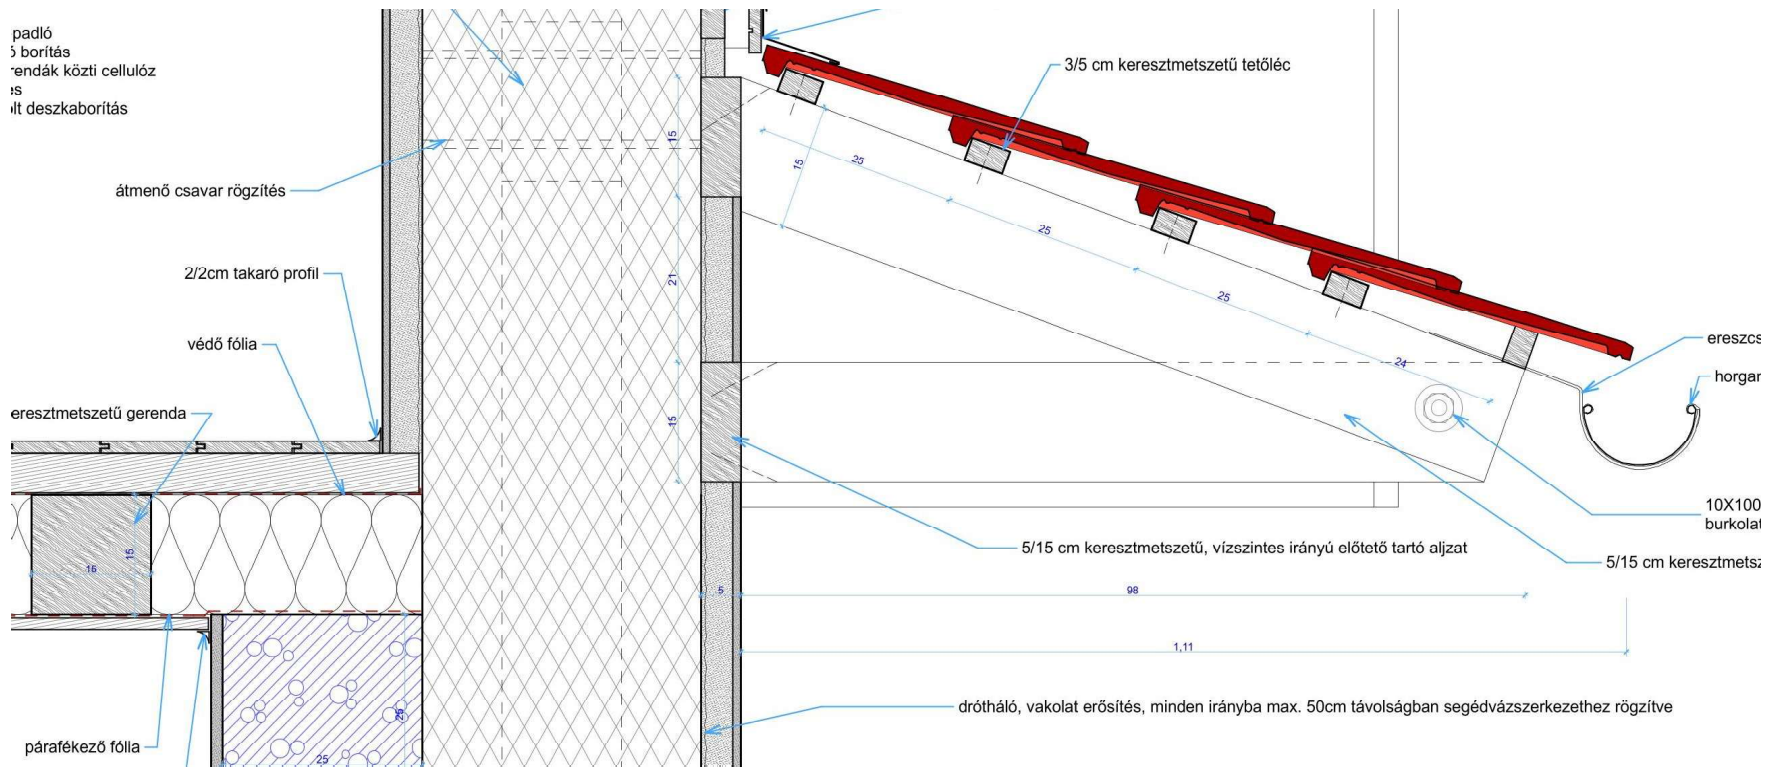 padló
ó borítás
rendák közti cellulóz
és
olt deszkaborítás
3/5 cm keresztmetszetű tetőléc
átmenő csavar rögzítés
2/2cm takaró profil
védő fólia
eresztmetszetű gerenda
15
21
15
15
25
25
25
24
ereszcs
horgan
10X100
burkolat
5/15 cm keresztmetszetű, vízszintes irányú előtető tartó aljzat
5/15 cm keresztmetsz
15
16
5
98
1,11
drótháló, vakolat erősítés, minden irányba max. 50cm távolságban segédvázszerkezethez rögzítve
párafékező fólia
25
25